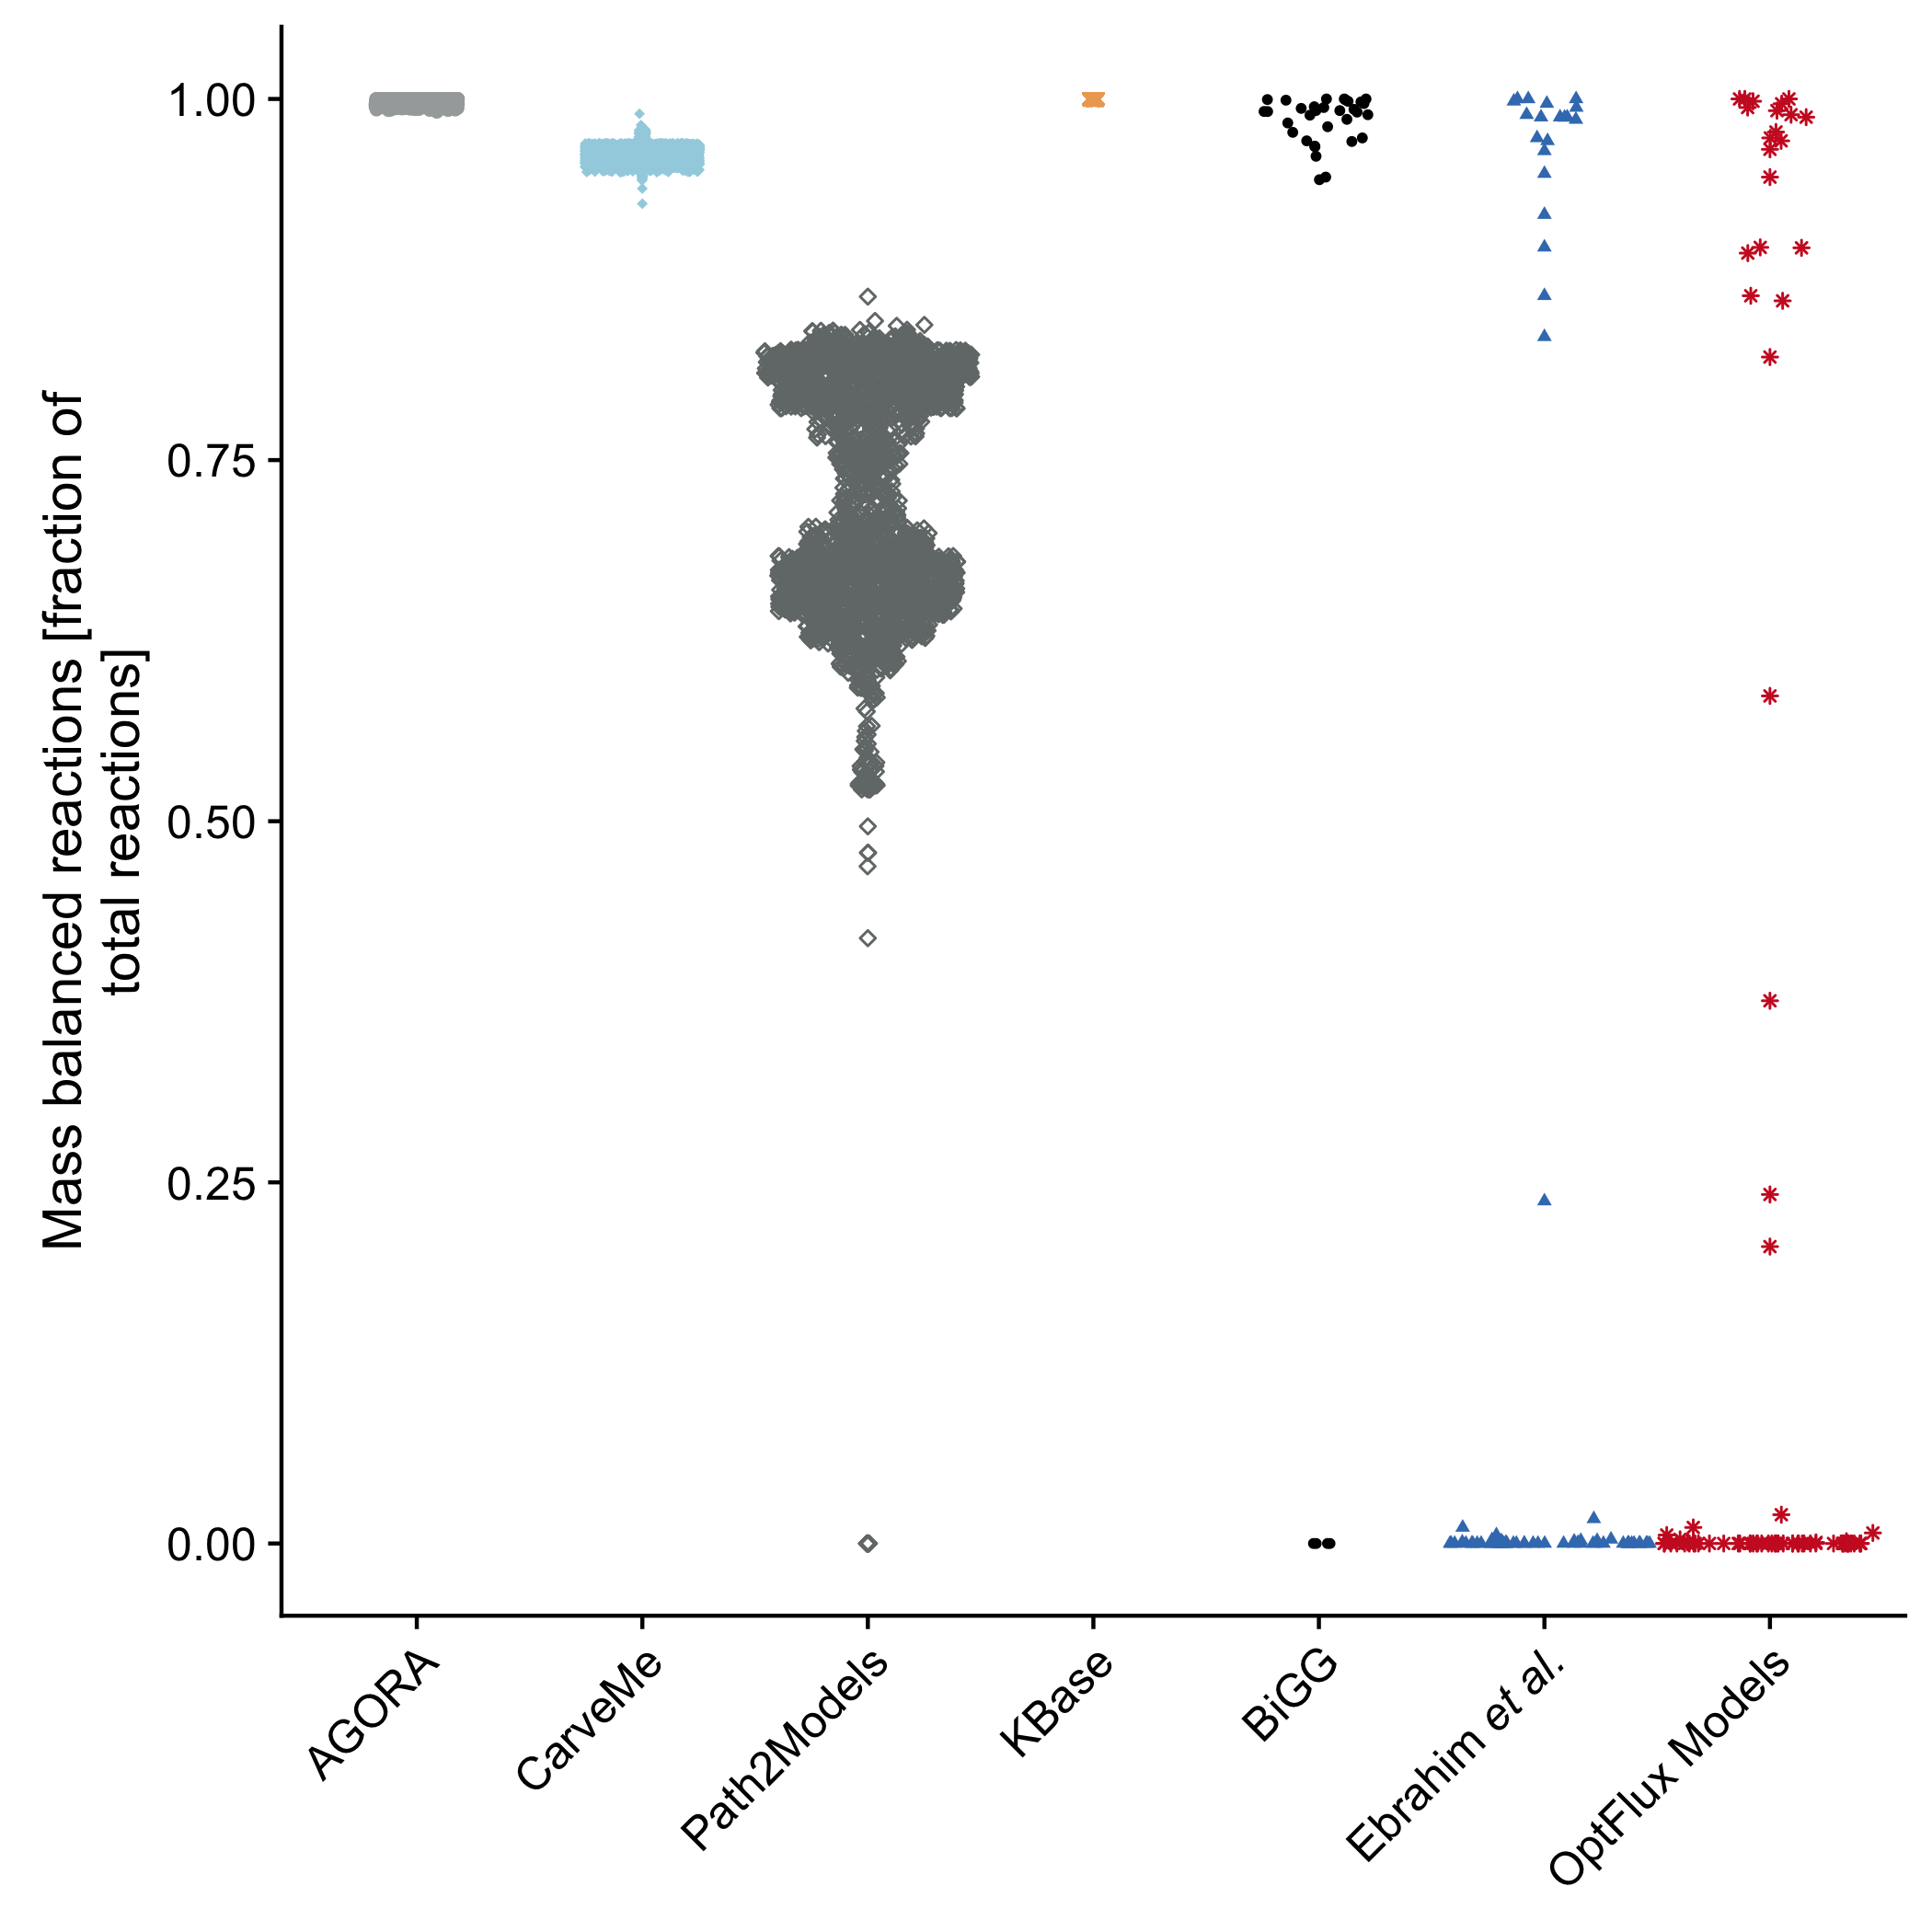 Mass balanced reactions [fraction of
total reactions]
1.00
0.75
0.50
0.25
0.00
AGORA
CarveMe
Path2Models
KBase
BiGG
Ebrahim et al.
OptFlux Models